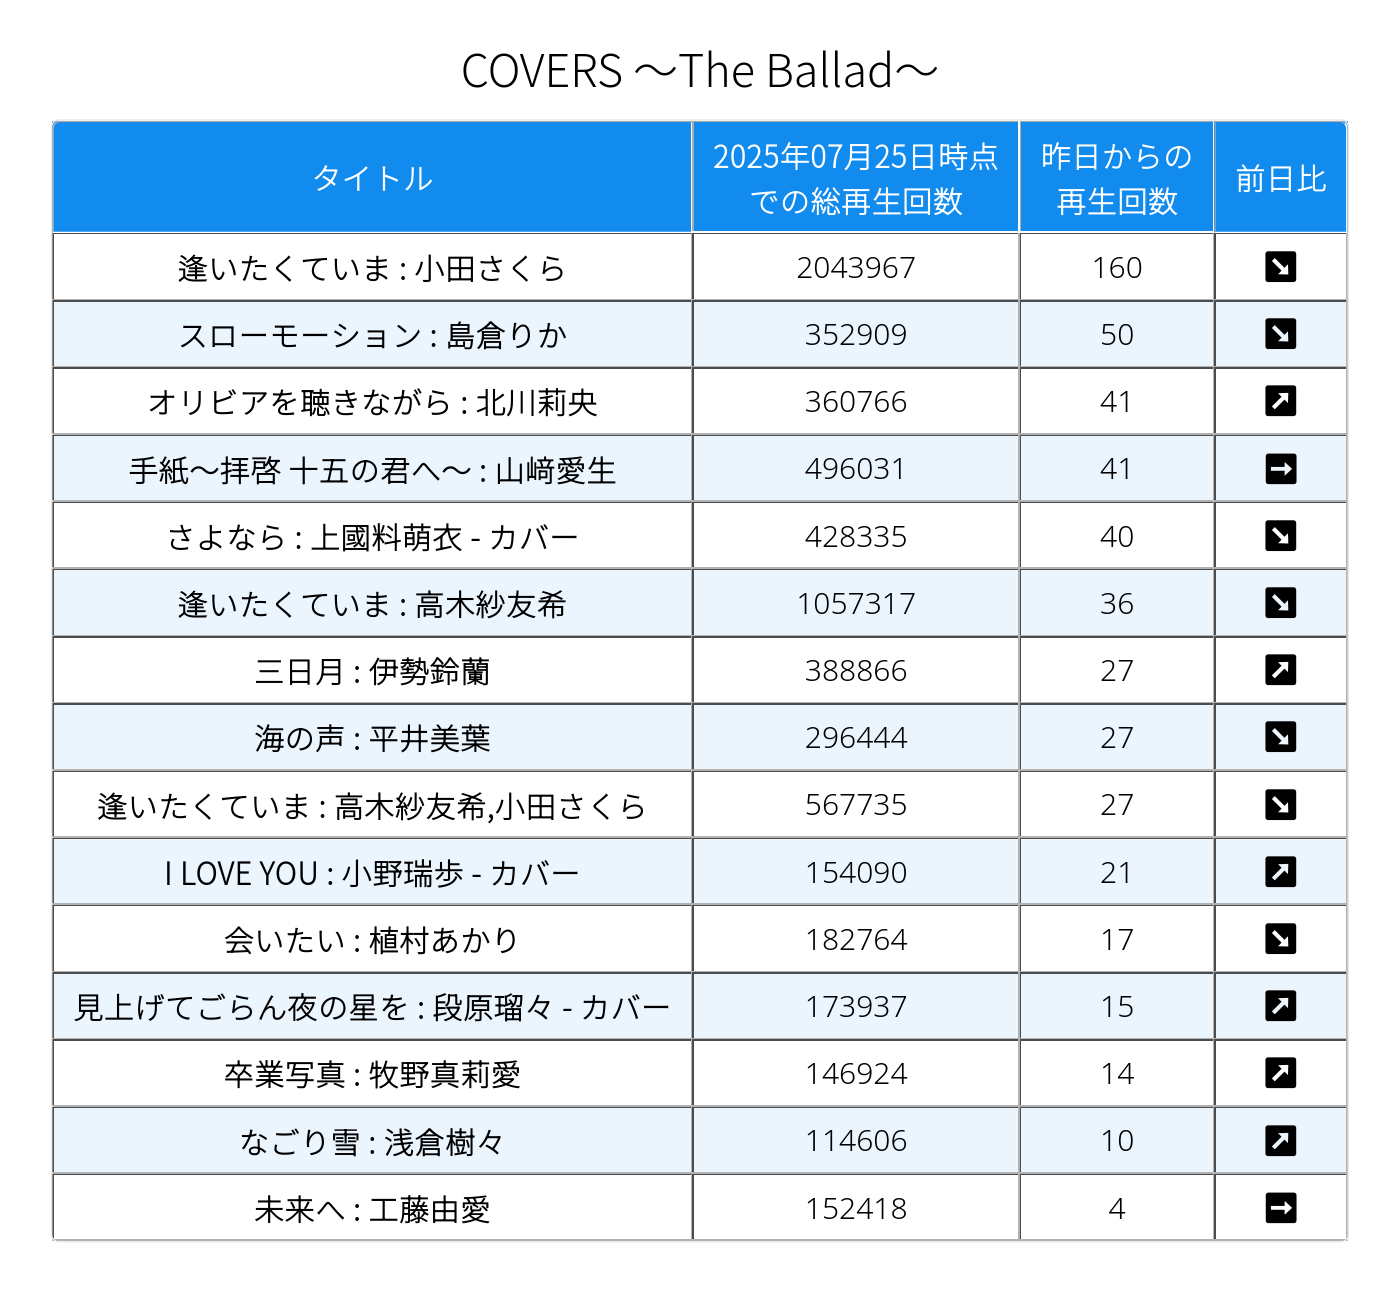 COVERS ～The Ballad～
タイトル
2025年07月25日時点
での総再生回数
昨日からの
再生回数
前日比
逢いたくていま : 小田さくら 2043967 160 ↘
スローモーション : 島倉りか 352909 50 ↘
オリビアを聴きながら : 北川莉央 360766 41 ↗
手紙～拝啓 十五の君へ～ : 山﨑愛生 496031 41 →
さよなら : 上國料萌衣 - カバー 428335 40 ↘
逢いたくていま : 高木紗友希 1057317 36 ↘
三日月 : 伊勢鈴蘭 388866 27 ↗
海の声 : 平井美葉 296444 27 ↘
逢いたくていま : 高木紗友希,小田さくら 567735 27 ↘
I LOVE YOU : 小野瑞歩 - カバー 154090 21 ↗
会いたい : 植村あかり 182764 17 ↘
見上げてごらん夜の星を : 段原瑠々 - カバー 173937 15 ↗
卒業写真 : 牧野真莉愛 146924 14 ↗
なごり雪 : 浅倉樹々 114606 10 ↗
未来へ : 工藤由愛 152418 4 →